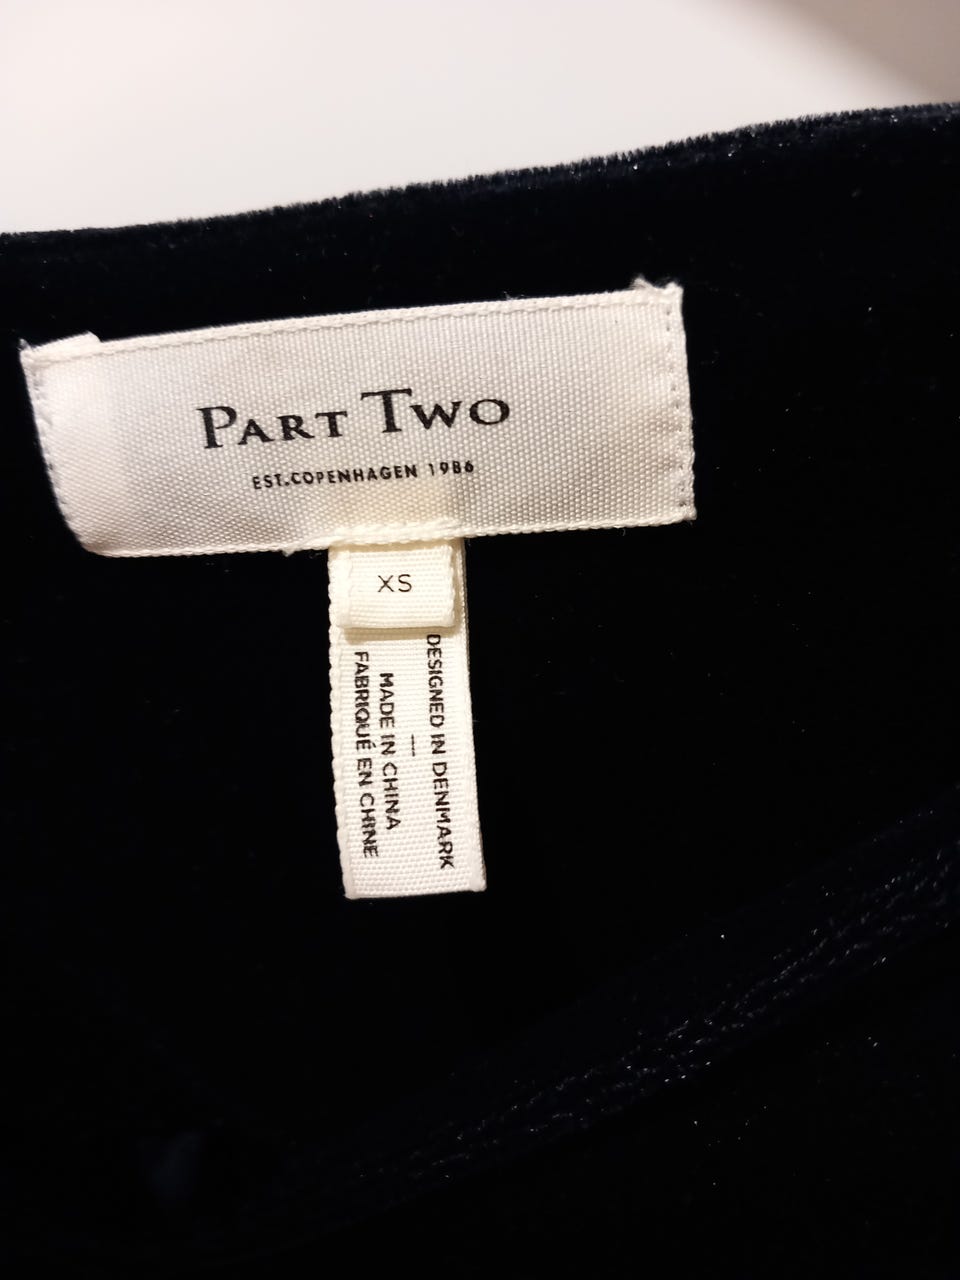 PART TWO
EST.COPENHAGEN 1986
XS
DESIGNED IN DENMARK
—
MADE IN CHINA
FABRIQUÉ EN CHINE